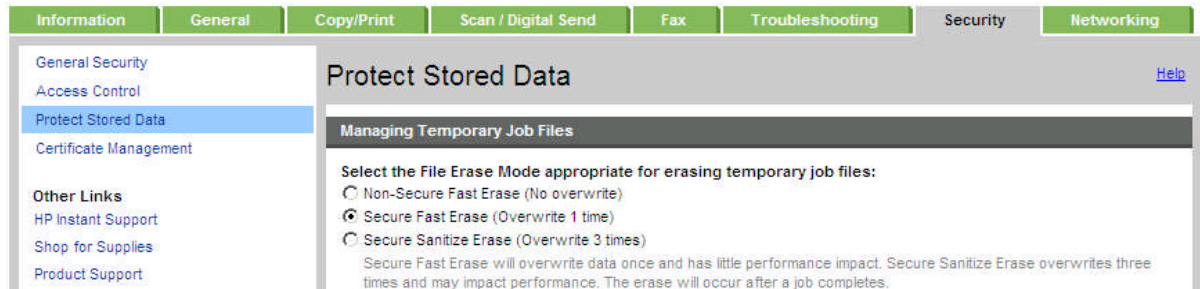 Information General Copy/Print Scan / Digital Send Fax Troubleshooting Security Networking
General Security
Access Control
Protect Stored Data
Certificate Management
Other Links
HP Instant Support
Shop for Supplies
Product Support
Protect Stored Data
Help
Managing Temporary Job Files
Select the File Erase Mode appropriate for erasing temporary job files:
Non-Secure Fast Erase (No overwrite)
Secure Fast Erase (Overwrite 1 time)
Secure Sanitize Erase (Overwrite 3 times)
Secure Fast Erase will overwrite data once and has little performance impact. Secure Sanitize Erase overwrites three
times and may impact performance. The erase will occur after a job completes.